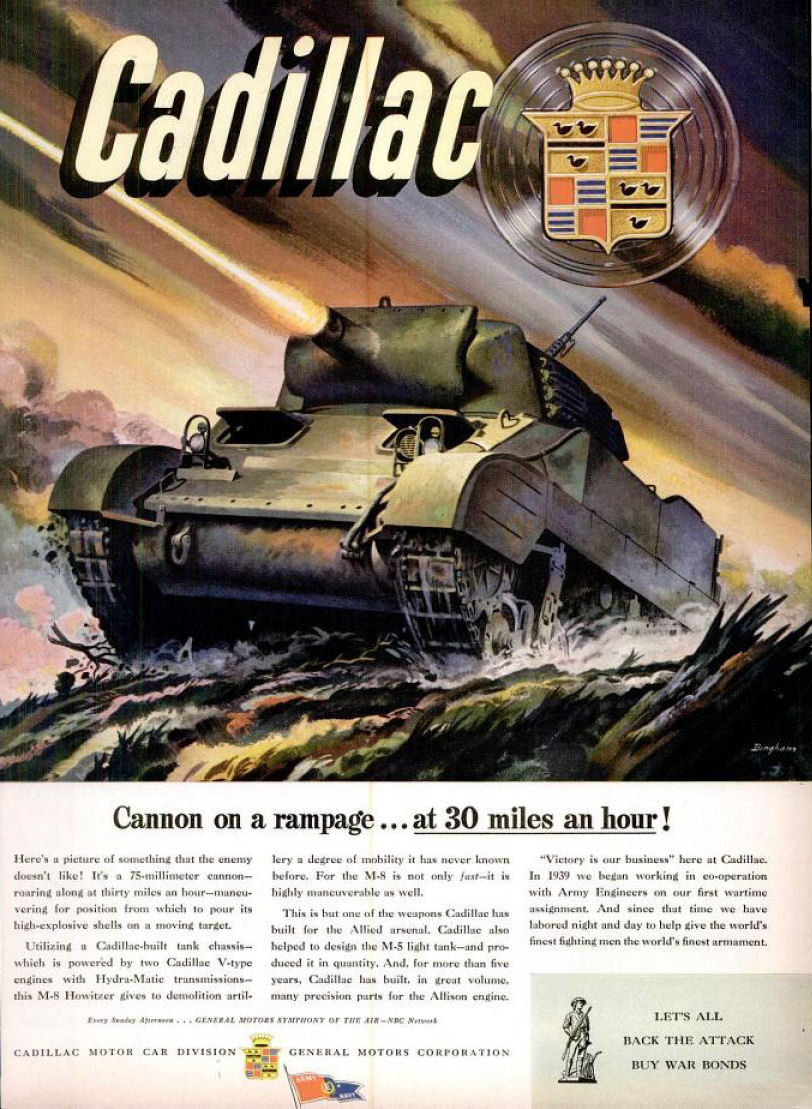 Cadillac
Bingham
Cannon on a rampage...at 30 miles an hour!
Here's a picture of something that the enemy
doesn't like! It's a 75-millimeter cannon—
roaring along at thirty miles an hour—maneu-
vering for position from which to pour its
high-explosive shells on a moving target.
Utilizing a Cadillac-built tank chassis—
which is powered by two Cadillac V-type
engines with Hydra-Matic transmissions—
this M-8 Howitzer gives to demolition artil-
lery a degree of mobility it has never known
before. For the M-8 is not only fast—it is
highly maneuverable as well.
This is but one of the weapons Cadillac has
built for the Allied arsenal. Cadillac also
helped to design the M-5 light tank—and pro-
duced it in quantity. And, for more than five
years, Cadillac has built, in great volume,
many precision parts for the Allison engine.
"Victory is our business" here at Cadillac.
In 1939 we began working in co-operation
with Army Engineers on our first wartime
assignment. And since that time we have
labored night and day to help give the world's
finest fighting men the world's finest armament.
Every Sunday Afternoon . . . GENERAL MOTORS SYMPHONY OF THE AIR—NBC Network
CADILLAC MOTOR CAR DIVISION GENERAL MOTORS CORPORATION
ARMY
E
NAVY
LET'S ALL
BACK THE ATTACK
BUY WAR BONDS